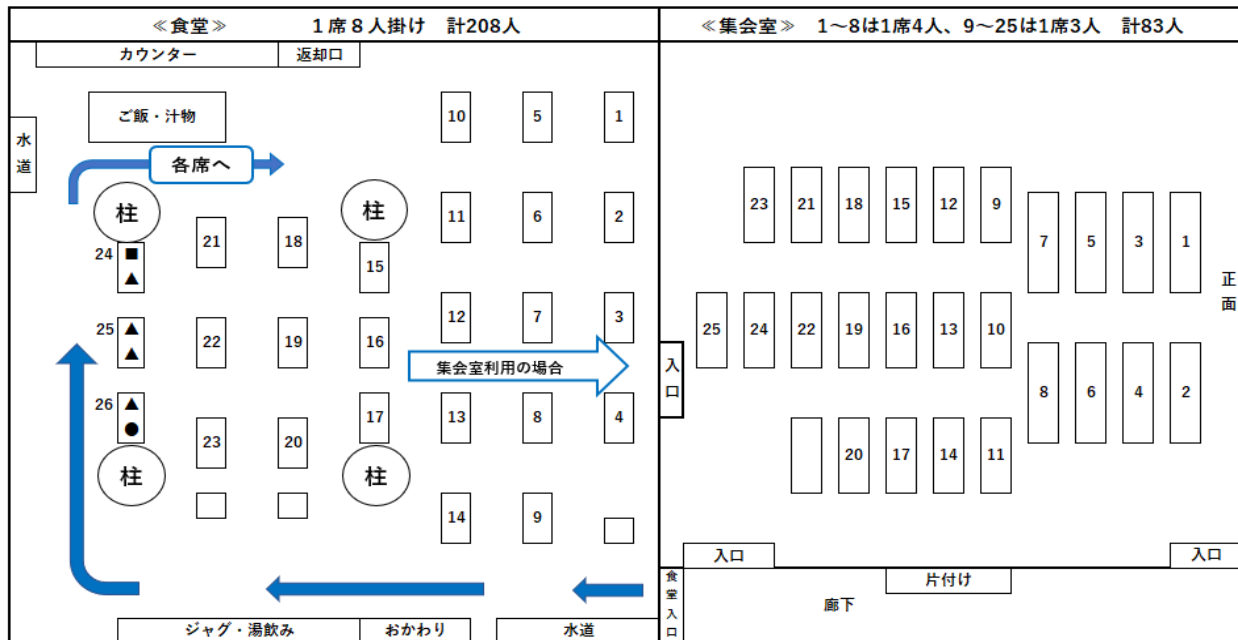 ≪食堂≫　　１席８人掛け　計208人
≪集会室≫　1～8は1席4人、9～25は1席3人　計83人
カウンター
返却口
ご飯・汁物
水道
各席へ
柱
柱
10
5
1
11
6
2
12
7
3
13
8
4
14
9
24
■
▲
21
18
15
25
▲
▲
22
19
16
26
▲
●
23
20
17
柱
柱
集会室利用の場合
ジャグ・湯飲み
おかわり
水道
23
21
18
15
12
9
7
5
3
1
正面
25
24
22
19
16
13
10
入口
8
6
4
2
20
17
14
11
入口
入口
食堂入口
片付け
廊下